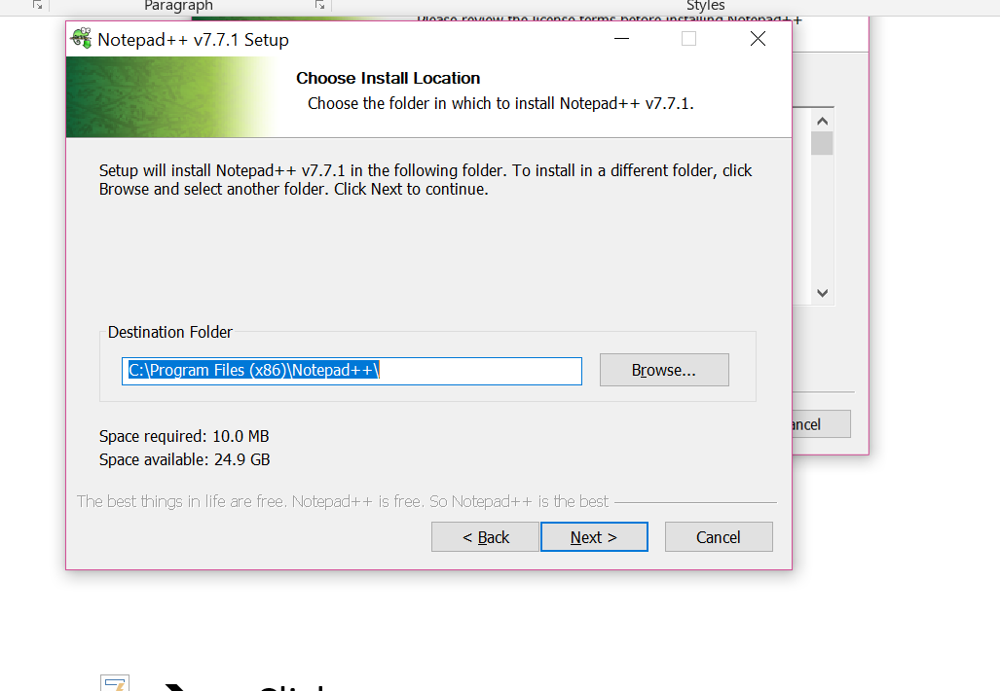 Paragraph
Styles
Please review the license terms before installing Notepad++
Notepad++ v7.7.1 Setup
Choose Install Location
Choose the folder in which to install Notepad++ v7.7.1.
Setup will install Notepad++ v7.7.1 in the following folder. To install in a different folder, click
Browse and select another folder. Click Next to continue.
Destination Folder
C:\Program Files (x86)\Notepad++\
Browse...
ancel
Space required: 10.0 MB
Space available: 24.9 GB
The best things in life are free. Notepad++ is free. So Notepad++ is the best
< Back
Next >
Cancel